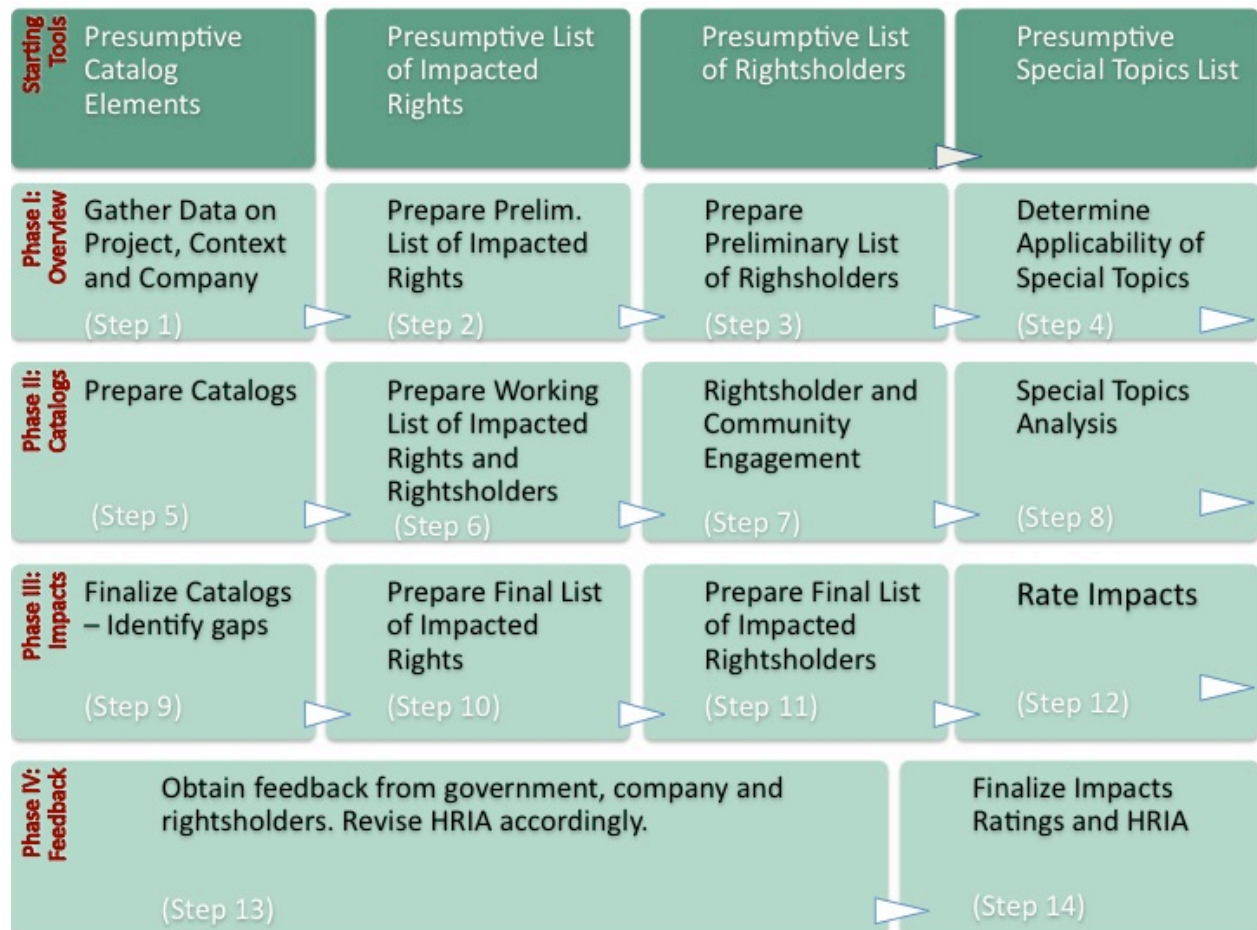 Starting
Tools
Presumptive
Catalog
Elements
Presumptive List
of Impacted
Rights
Presumptive List
of Rightsholders
Presumptive
Special Topics List
Phase I:
Overview
Gather Data on
Project, Context
and Company
(Step 1)
Prepare Prelim.
List of Impacted
Rights
(Step 2)
Prepare
Preliminary List
of Righsholders
(Step 3)
Determine
Applicability of
Special Topics
(Step 4)
Phase II:
Catalogs
Prepare Catalogs
(Step 5)
Prepare Working
List of Impacted
Rights and
Rightsholders
(Step 6)
Rightsholder and
Community
Engagement
(Step 7)
Special Topics
Analysis
(Step 8)
Phase III:
Impacts
Finalize Catalogs
– Identify gaps
(Step 9)
Prepare Final List
of Impacted
Rights
(Step 10)
Prepare Final List
of Impacted
Rightsholders
(Step 11)
Rate Impacts
(Step 12)
Phase IV:
Feedback
Obtain feedback from government, company and
rightsholders. Revise HRIA accordingly.
(Step 13)
Finalize Impacts
Ratings and HRIA
(Step 14)